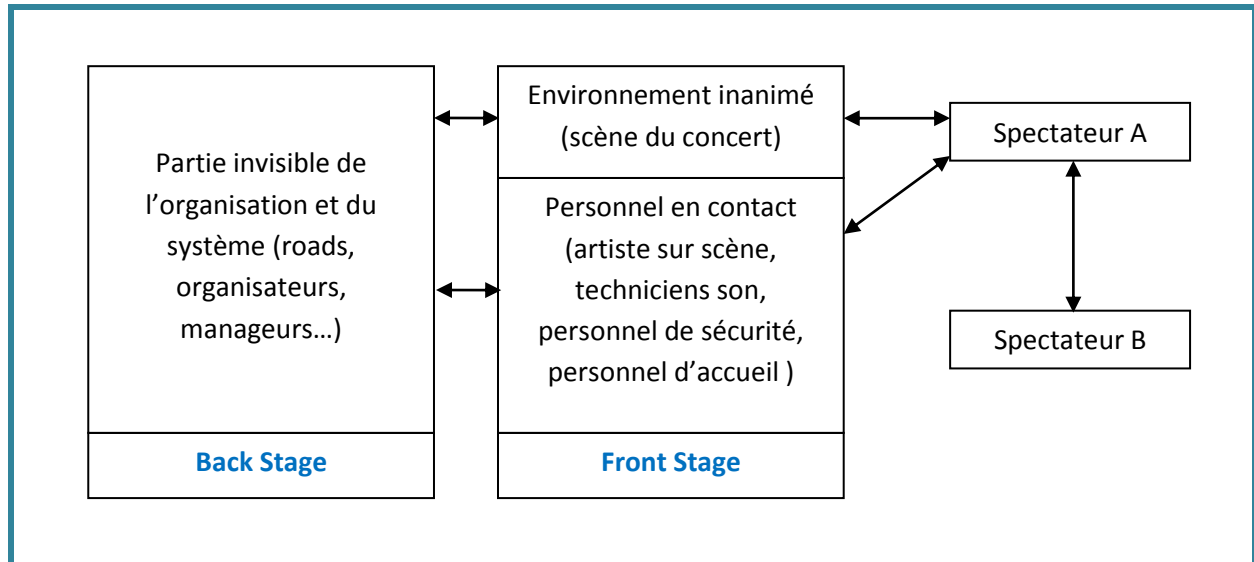 Partie invisible de
l’organisation et du
système (roads,
organisateurs,
manageurs…)
Back Stage
Environnement inanimé
(scène du concert)
Personnel en contact
(artiste sur scène,
techniciens son,
personnel de sécurité,
personnel d’accueil )
Front Stage
Spectateur A
Spectateur B